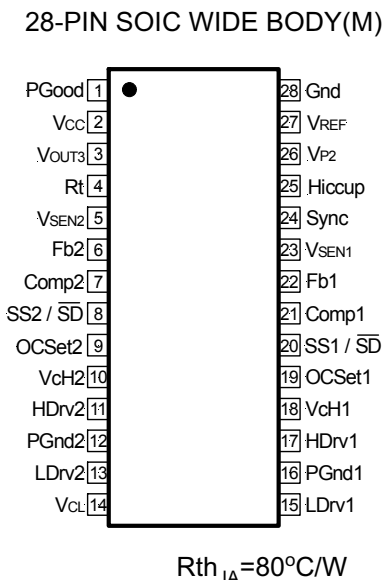 28-PIN SOIC WIDE BODY(M)
PGood 1
VCC 2
VOUT3 3
Rt 4
VSEN2 5
Fb2 6
Comp2 7
SS2 / S̅D̅ 8
OCSet2 9
VcH2 10
HDrv2 11
PGnd2 12
LDrv2 13
VCL 14
28 Gnd
27 VREF
26 VP2
25 Hiccup
24 Sync
23 VSEN1
22 Fb1
21 Comp1
20 SS1 / S̅D̅
19 OCSet1
18 VcH1
17 HDrv1
16 PGnd1
15 LDrv1
RthJA=80°C/W